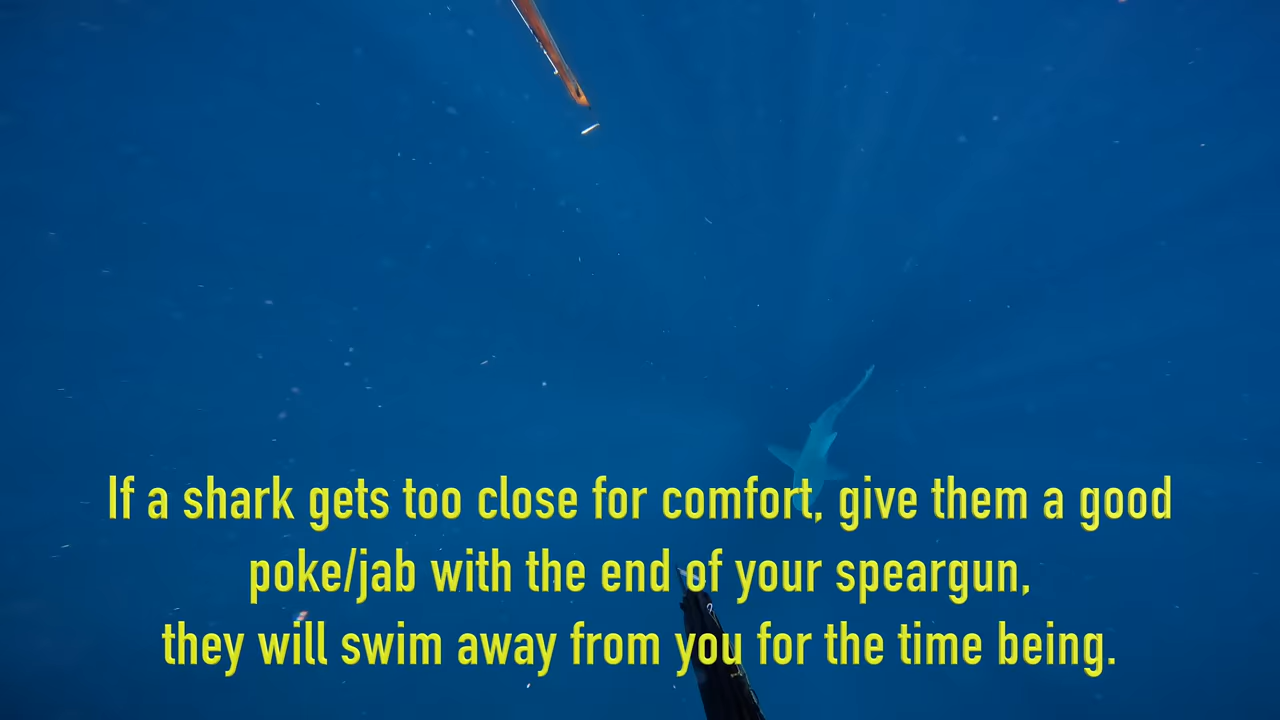 If a shark gets too close for comfort, give them a good
poke/jab with the end of your speargun,
they will swim away from you for the time being.